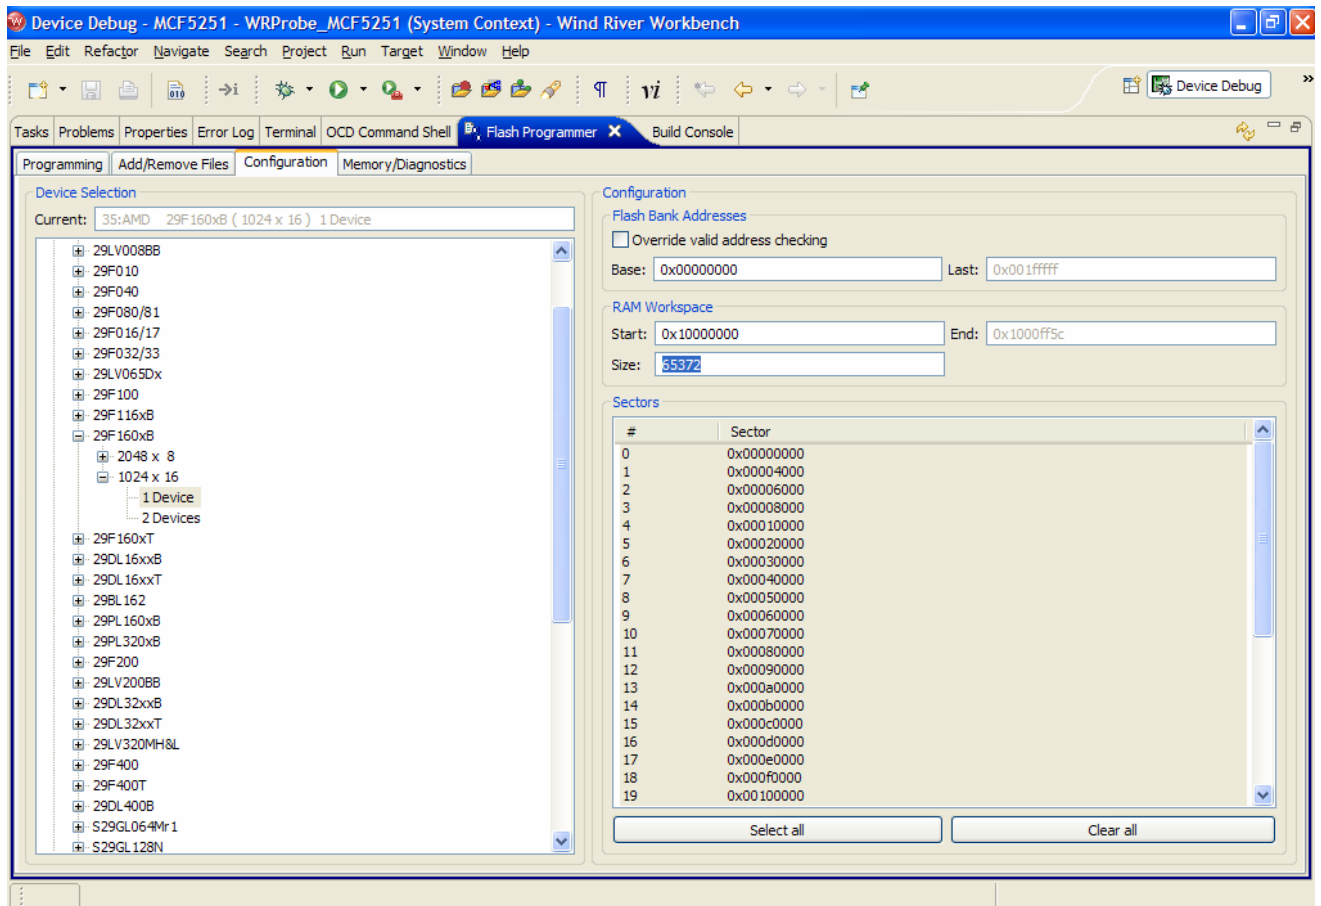 Device Debug - MCF5251 - WRProbe_MCF5251 (System Context) - Wind River Workbench
File Edit Refactor Navigate Search Project Run Target Window Help
Device Debug
Tasks Problems Properties Error Log Terminal OCD Command Shell Flash Programmer Build Console
Programming Add/Remove Files Configuration Memory/Diagnostics
Device Selection
Current: 35:AMD 29F160xB ( 1024 x 16 ) 1 Device
29LV008BB
29F010
29F040
29F080/81
29F016/17
29F032/33
29LV065Dx
29F100
29F116xB
29F160xB
2048 x 8
1024 x 16
1 Device
2 Devices
29F160xT
29DL16xxB
29DL16xxT
29BL162
29PL160xB
29PL320xB
29F200
29LV200BB
29DL32xxB
29DL32xxT
29LV320MH&L
29F400
29F400T
29DL400B
S29GL064Mr1
S29GL128N
Configuration
Flash Bank Addresses
Override valid address checking
Base: 0x00000000 Last: 0x001fffff
RAM Workspace
Start: 0x10000000 End: 0x1000ff5c
Size: 65372
Sectors
# Sector
0 0x00000000
1 0x00004000
2 0x00006000
3 0x00008000
4 0x00010000
5 0x00020000
6 0x00030000
7 0x00040000
8 0x00050000
9 0x00060000
10 0x00070000
11 0x00080000
12 0x00090000
13 0x000a0000
14 0x000b0000
15 0x000c0000
16 0x000d0000
17 0x000e0000
18 0x000f0000
19 0x00100000
Select all Clear all